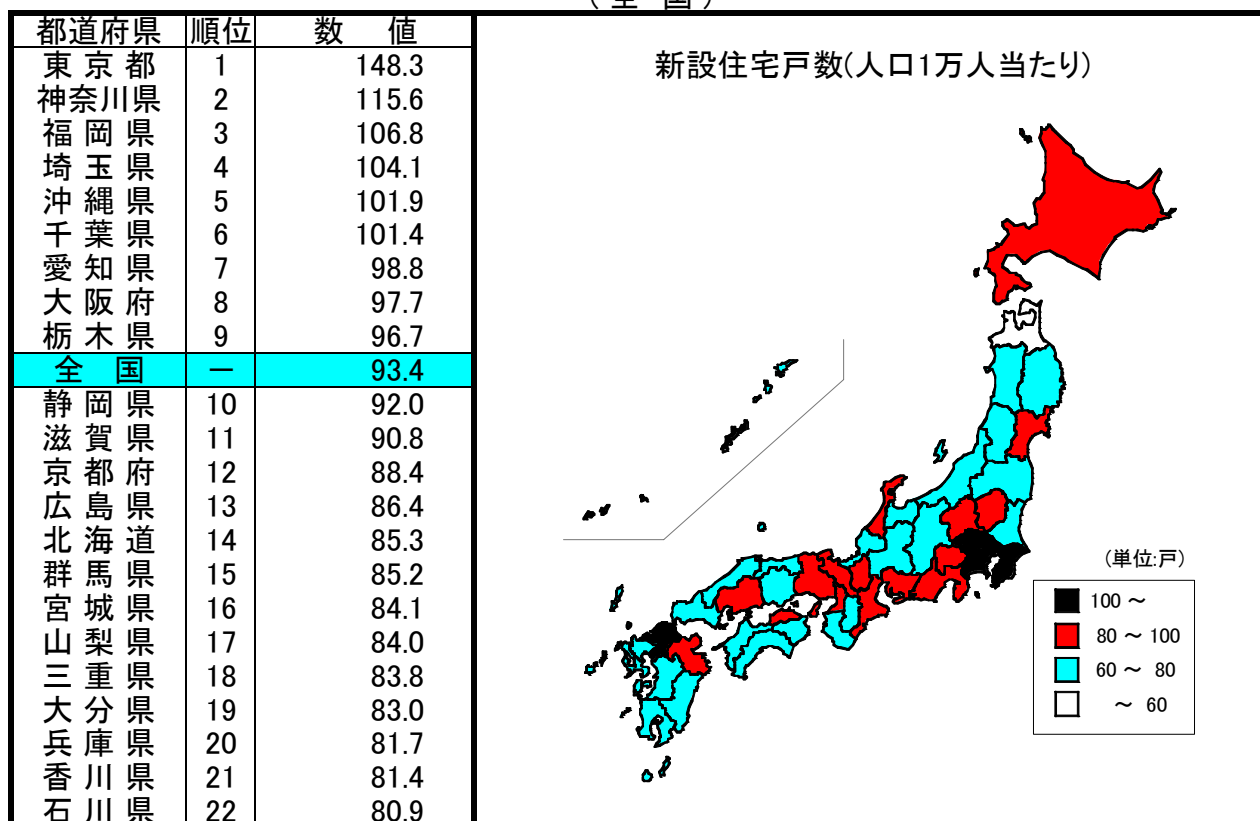 (全 国)
都道府県 順位 数 値
東 京 都 1 148.3
神奈川県 2 115.6
福 岡 県 3 106.8
埼 玉 県 4 104.1
沖 縄 県 5 101.9
千 葉 県 6 101.4
愛 知 県 7 98.8
大 阪 府 8 97.7
栃 木 県 9 96.7
全 国 － 93.4
静 岡 県 10 92.0
滋 賀 県 11 90.8
京 都 府 12 88.4
広 島 県 13 86.4
北 海 道 14 85.3
群 馬 県 15 85.2
宮 城 県 16 84.1
山 梨 県 17 84.0
三 重 県 18 83.8
大 分 県 19 83.0
兵 庫 県 20 81.7
香 川 県 21 81.4
石 川 県 22 80.9
新設住宅戸数(人口1万人当たり)
(単位:戸)
100 ～
80 ～ 100
60 ～ 80
～ 60